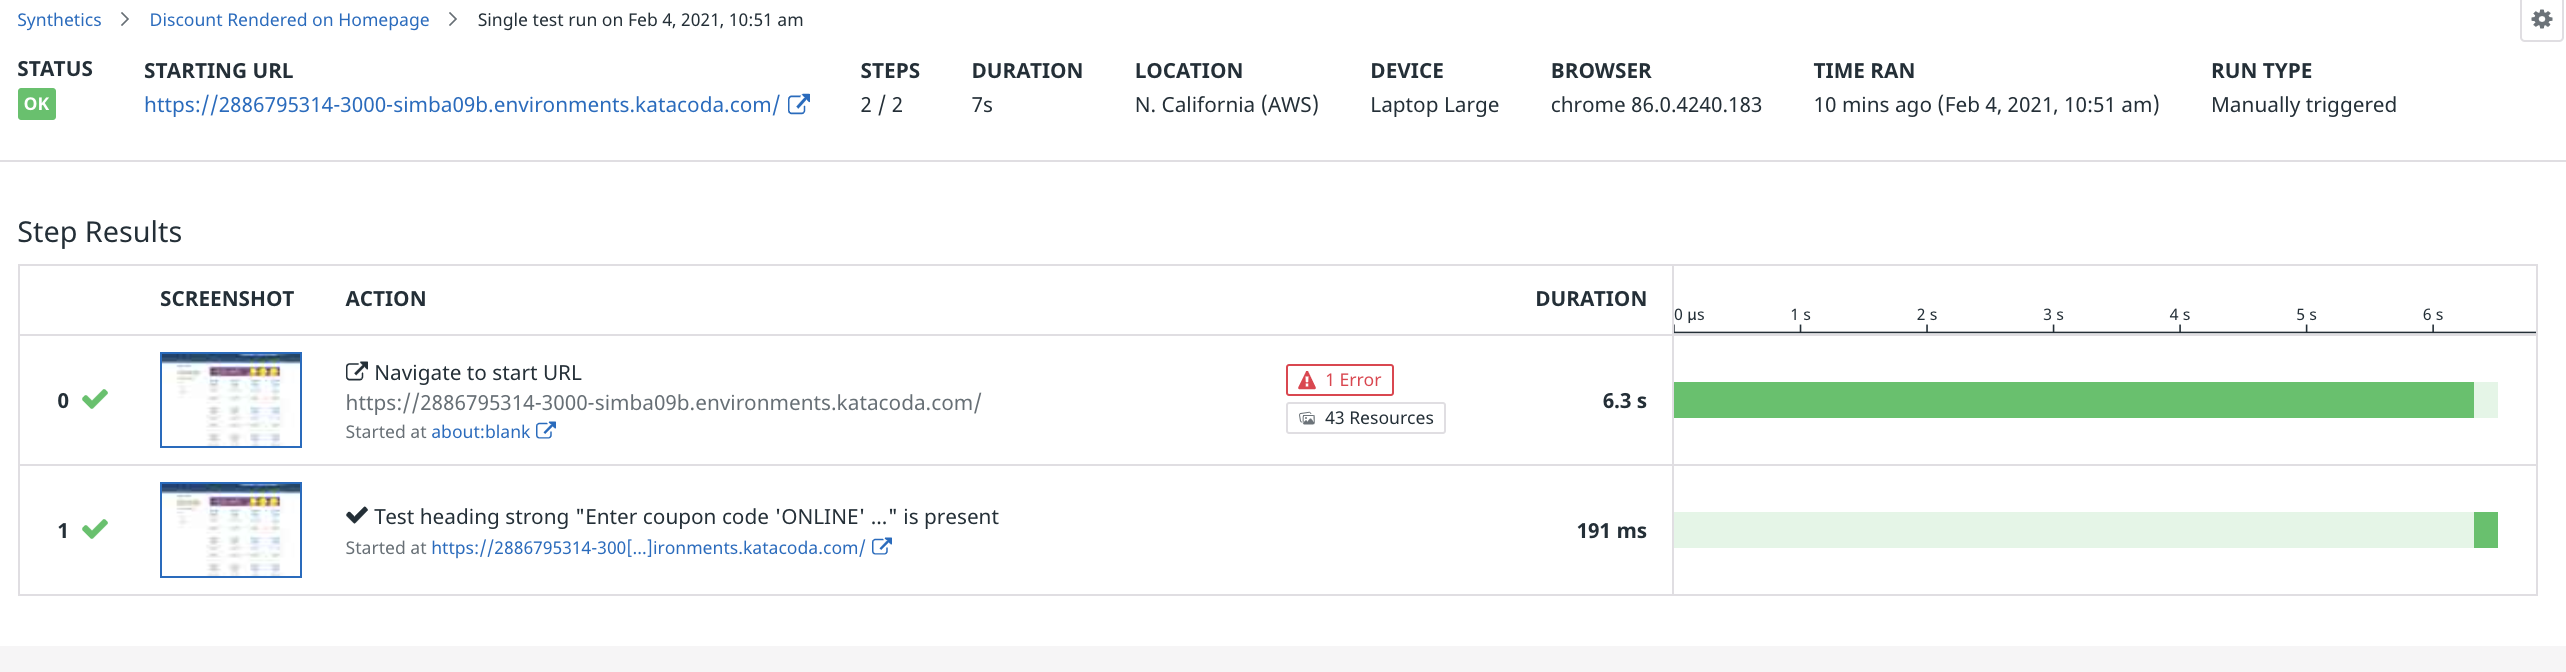 Synthetics > Discount Rendered on Homepage > Single test run on Feb 4, 2021, 10:51 am
STATUS STARTING URL STEPS DURATION LOCATION DEVICE BROWSER TIME RAN RUN TYPE
OK https://2886795314-3000-simba09b.environments.katacoda.com/ 2 / 2 7s N. California (AWS) Laptop Large chrome 86.0.4240.183 10 mins ago (Feb 4, 2021, 10:51 am) Manually triggered
Step Results
SCREENSHOT ACTION DURATION
0 µs 1 s 2 s 3 s 4 s 5 s 6 s
0 Navigate to start URL
https://2886795314-3000-simba09b.environments.katacoda.com/
Started at about:blank
1 Error
43 Resources
6.3 s
1 Test heading strong "Enter coupon code 'ONLINE' ..." is present
Started at https://2886795314-300[...]ironments.katacoda.com/
191 ms